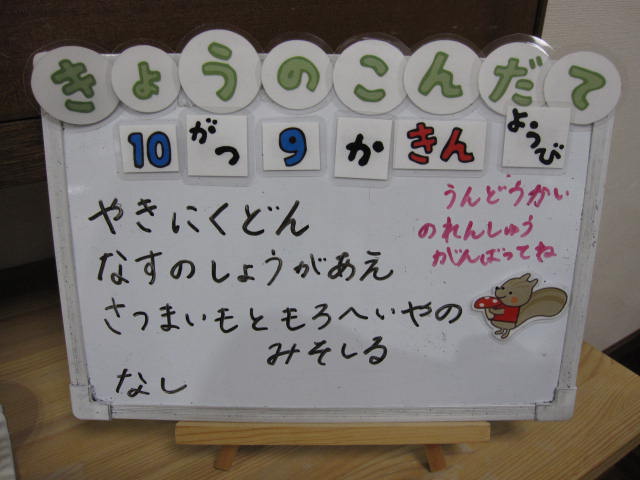 きょうのこんだて
10がつ9かきんようび
やきにくどん
なすのしょうがあえ
さつまいもともろへいやの
みそしる
なし
うんどうかい
のれんしゅう
がんばってね